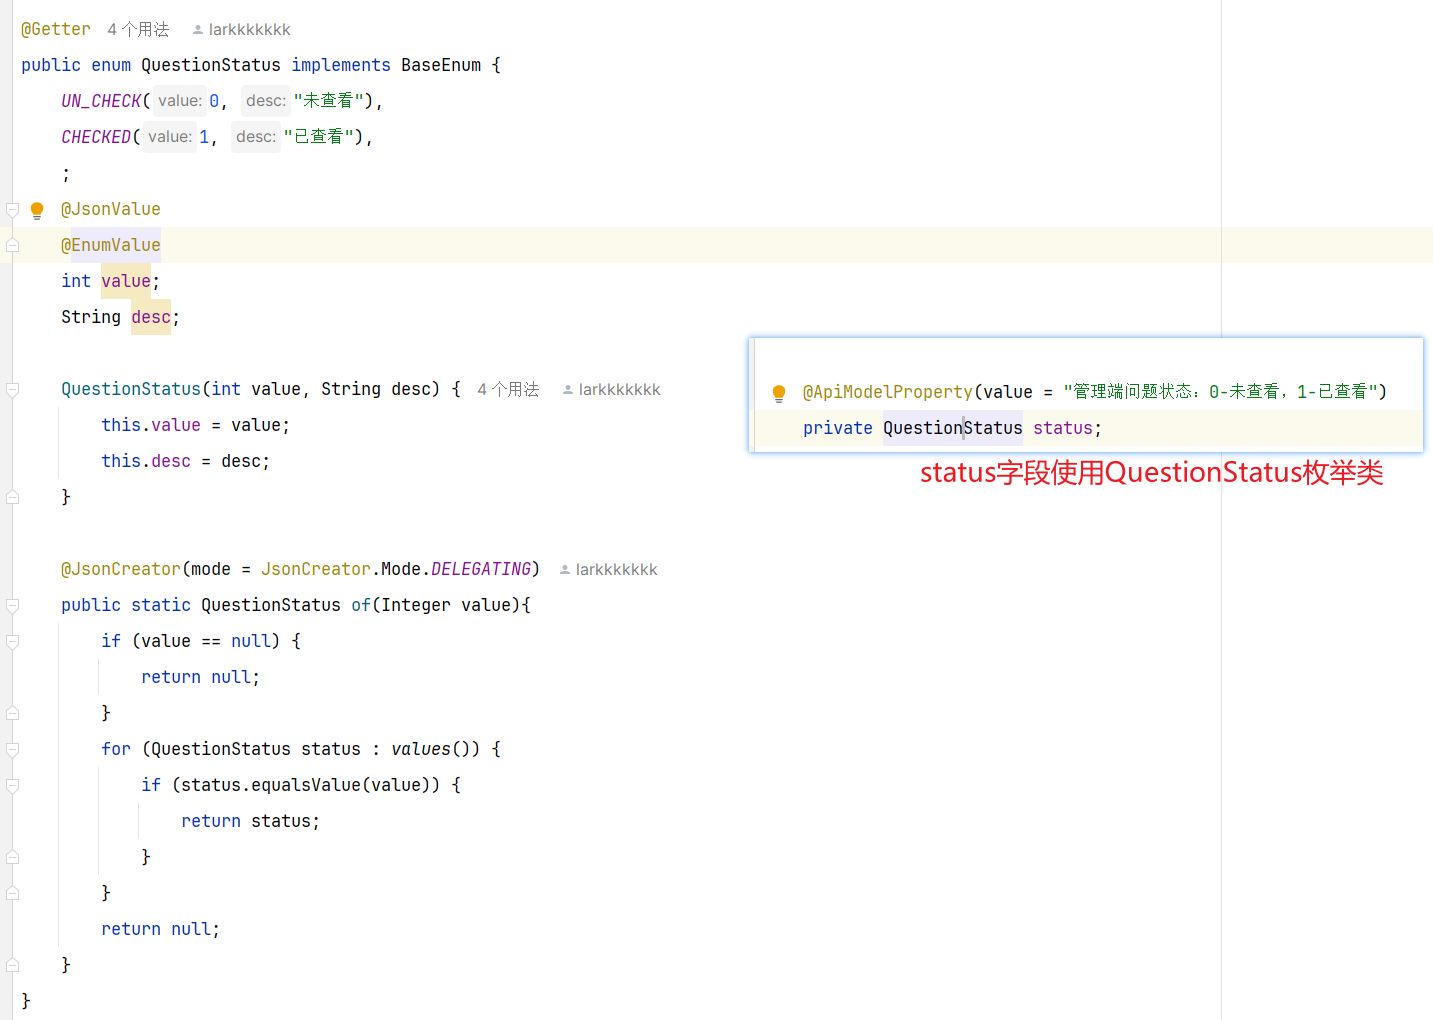 @Getter 4 个用法 larkkkkkkk
public enum QuestionStatus implements BaseEnum {
UN_CHECK( value: 0, desc: "未查看"),
CHECKED( value: 1, desc: "已查看"),
;
@JsonValue
@EnumValue
int value;
String desc;
QuestionStatus(int value, String desc) { 4 个用法 larkkkkkkk
this.value = value;
this.desc = desc;
}
@JsonCreator(mode = JsonCreator.Mode.DELEGATING) larkkkkkkk
public static QuestionStatus of(Integer value){
if (value == null) {
return null;
}
for (QuestionStatus status : values()) {
if (status.equalsValue(value)) {
return status;
}
}
return null;
}
}
@ApiModelProperty(value = "管理端问题状态：0-未查看，1-已查看")
private QuestionStatus status;
status字段使用QuestionStatus枚举类